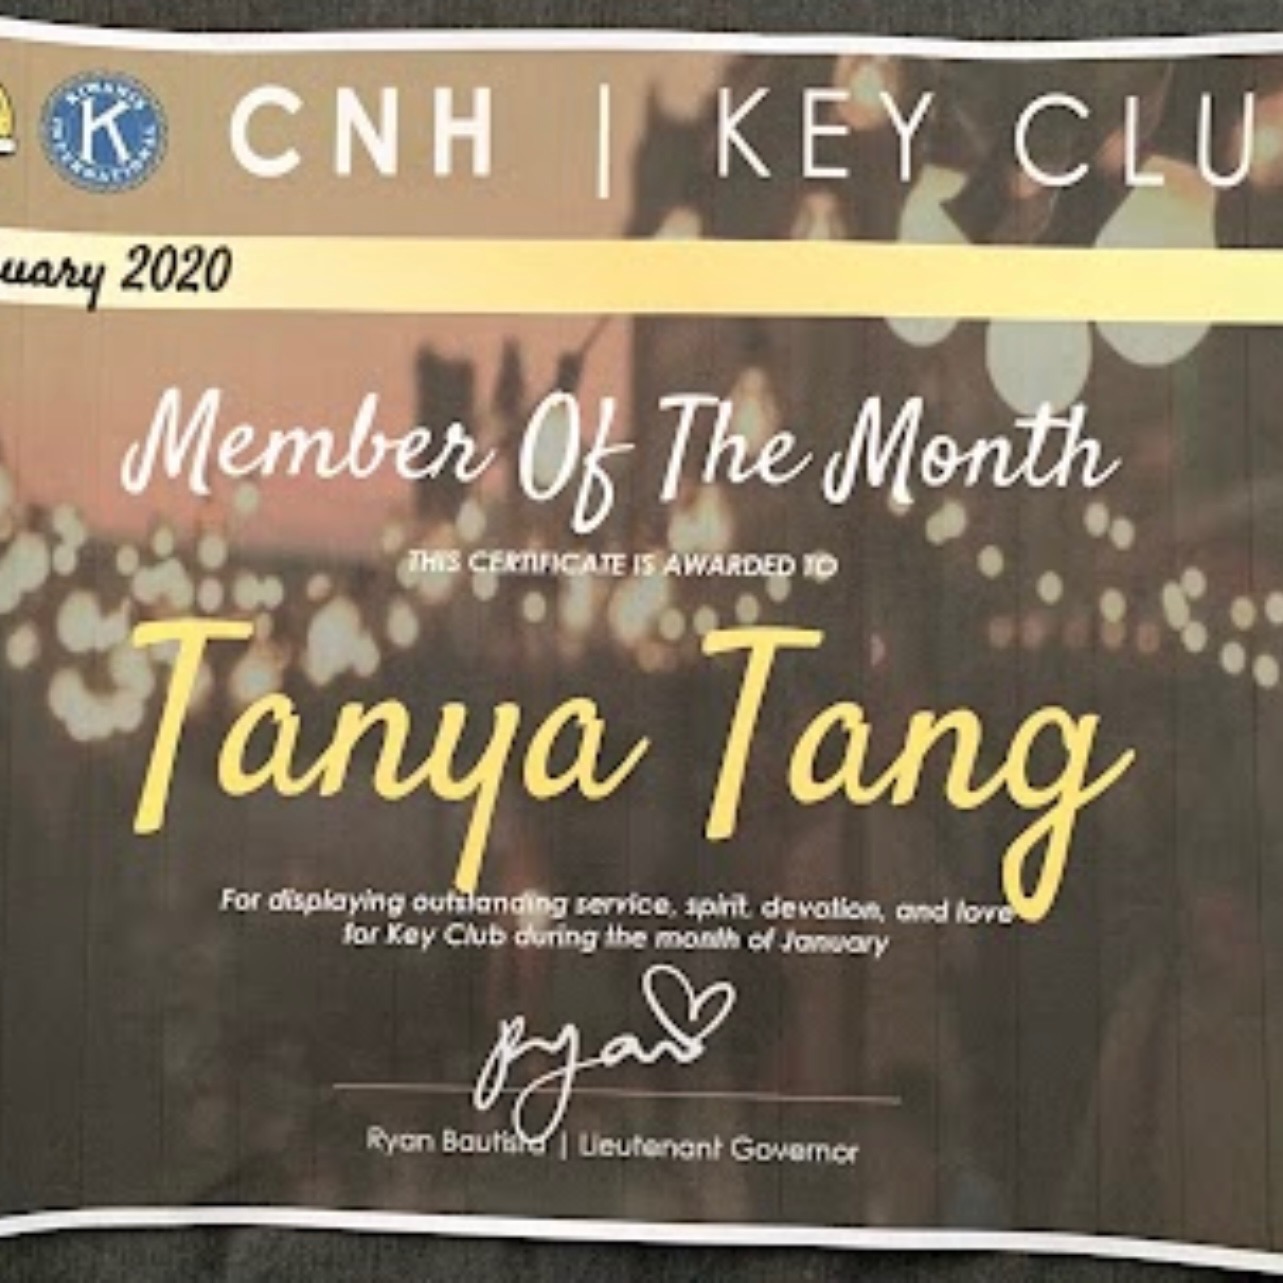 CNH | KEY CLU
KIWANIS
K
INTERNATIONAL
uary 2020
Member Of The Month
THIS CERTIFICATE IS AWARDED TO
Tanya Tang
For displaying outstanding service, spirit, devotion, and love
for Key Club during the month of January
Ryan
Ryan Bautista | Lieutenant Governor